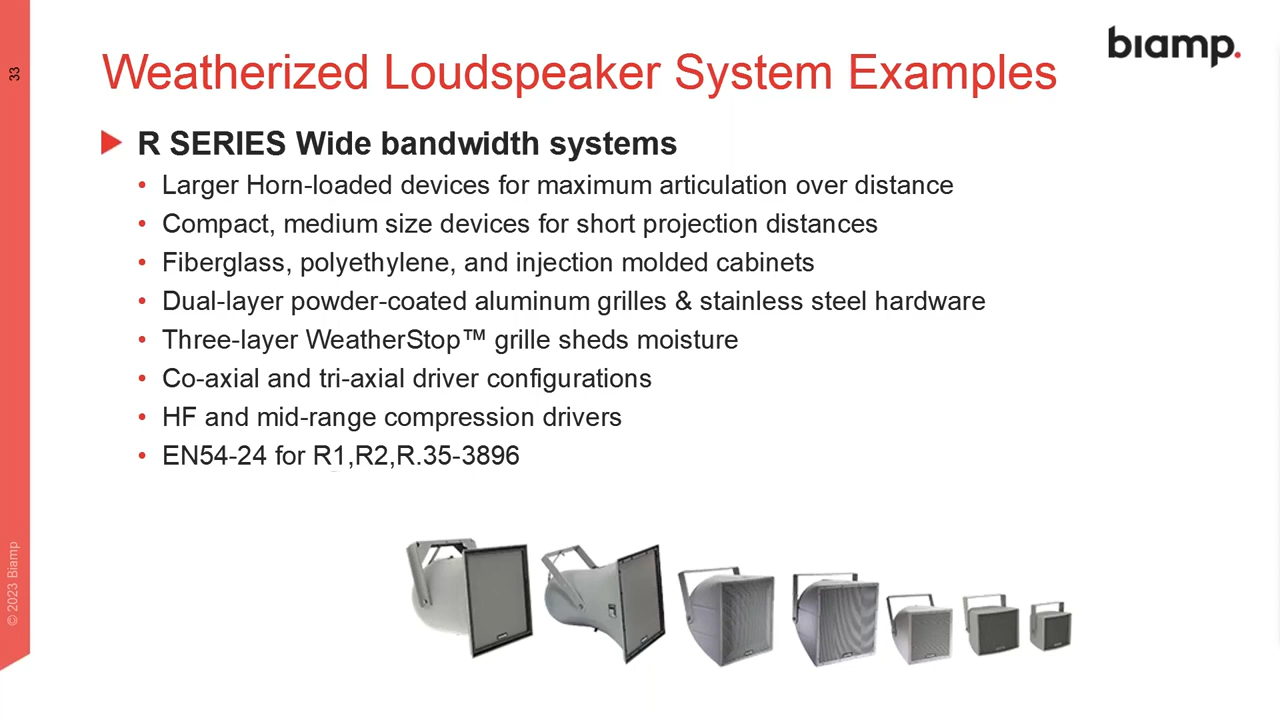 33
biamp.
Weatherized Loudspeaker System Examples
R SERIES Wide bandwidth systems
• Larger Horn-loaded devices for maximum articulation over distance
• Compact, medium size devices for short projection distances
• Fiberglass, polyethylene, and injection molded cabinets
• Dual-layer powder-coated aluminum grilles & stainless steel hardware
• Three-layer WeatherStop™ grille sheds moisture
• Co-axial and tri-axial driver configurations
• HF and mid-range compression drivers
• EN54-24 for R1,R2,R.35-3896
© 2023 Biamp